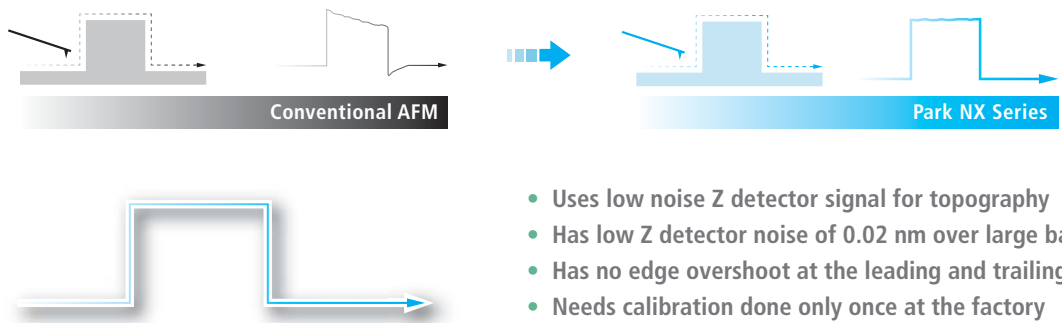 Conventional AFM
Park NX Series
• Uses low noise Z detector signal for topography
• Has low Z detector noise of 0.02 nm over large
• Has no edge overshoot at the leading and trailing
• Needs calibration done only once at the factory